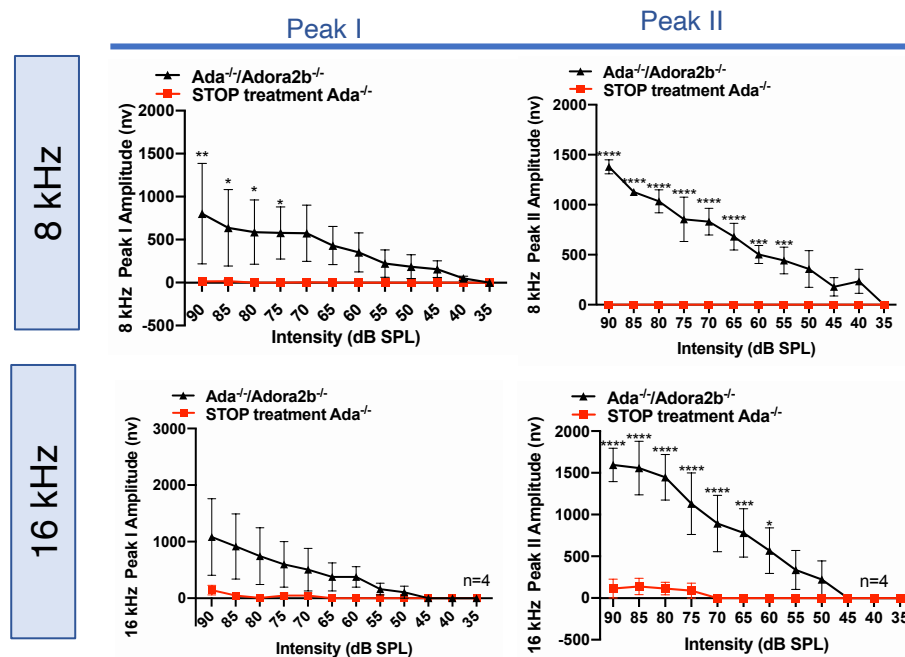 Peak I
Peak II
8 kHz
Ada⁻/⁻/Adora2b⁻/⁻
STOP treatment Ada⁻/⁻
2000
1500
1000
500
0
-500
8 kHz Peak I Amplitude (nv)
**
*
*
*
90 85 80 75 70 65 60 55 50 45 40 35
Intensity (dB SPL)
Ada⁻/⁻/Adora2b⁻/⁻
STOP treatment Ada⁻/⁻
2000
1500
1000
500
0
8 kHz Peak II Amplitude (nv)
****
****
****
****
****
****
***
***
90 85 80 75 70 65 60 55 50 45 40 35
Intensity (dB SPL)
16 kHz
Ada⁻/⁻/Adora2b⁻/⁻
STOP treatment Ada⁻/⁻
3000
2000
1000
0
16 kHz Peak I Amplitude (nv)
n=4
90 85 80 75 70 65 60 55 50 45 40 35
Intensity (dB SPL)
Ada⁻/⁻/Adora2b⁻/⁻
STOP treatment Ada⁻/⁻
2000
1500
1000
500
0
-500
16 kHz Peak II Amplitude (nv)
****
****
****
****
****
***
*
n=4
90 85 80 75 70 65 60 55 50 45 40 35
Intensity (dB SPL)